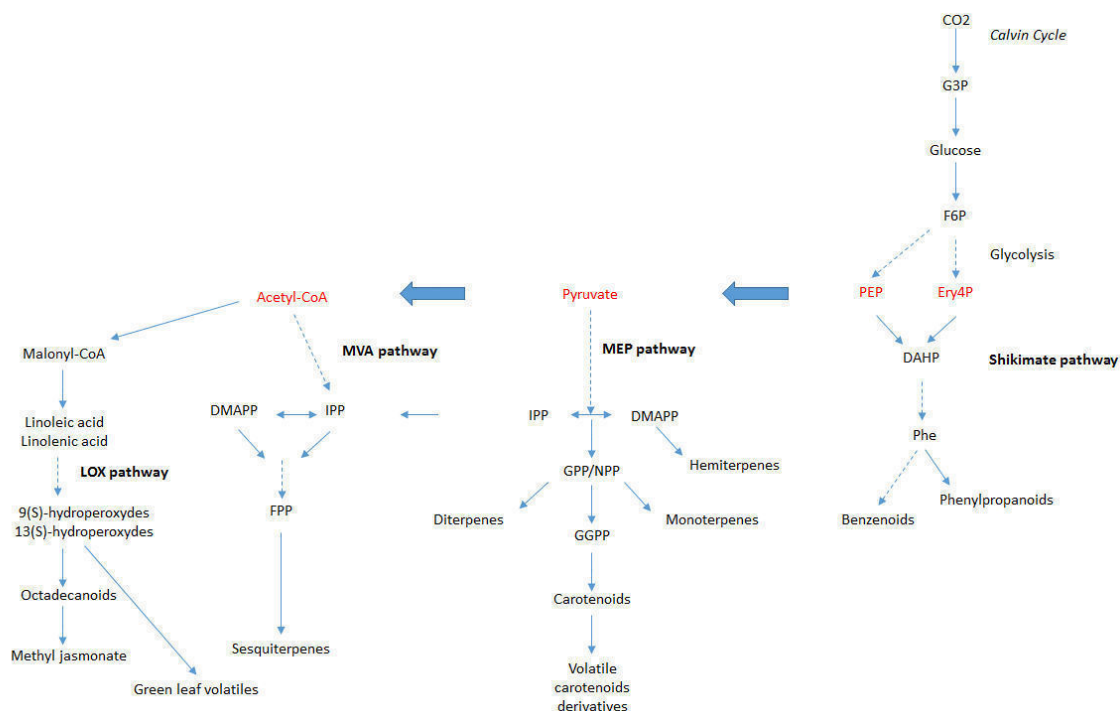 CO2
Calvin Cycle
G3P
Glucose
F6P
Glycolysis
Acetyl-CoA
Pyruvate
PEP
Ery4P
Malonyl-CoA
MVA pathway
MEP pathway
DAHP
Shikimate pathway
DMAPP
IPP
IPP
DMAPP
Linoleic acid
Linolenic acid
Phe
LOX pathway
GPP/NPP
Hemiterpenes
9(S)-hydroperoxydes
13(S)-hydroperoxydes
FPP
Diterpenes
Monoterpenes
Benzenoids
Phenylpropanoids
GGPP
Octadecanoids
Carotenoids
Methyl jasmonate
Sesquiterpenes
Green leaf volatiles
Volatile
carotenoids
derivatives